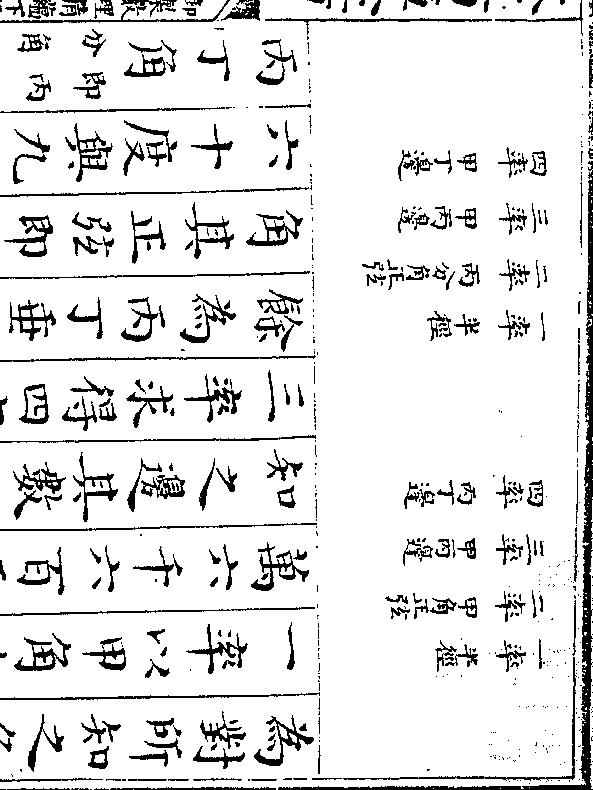 一率 半徑
二率 甲角正弦
三率 甲丙邊
四率 丙丁邊
一率 半徑
二率 丙分角正弦
三率 甲丙邊
四率 甲丁邊
為對所知之
一率以甲角
萬六千六百
知之邊其數
三率求得四
餘為丙丁垂
角其正弦即
六十度與九
丙丁角即丙分角